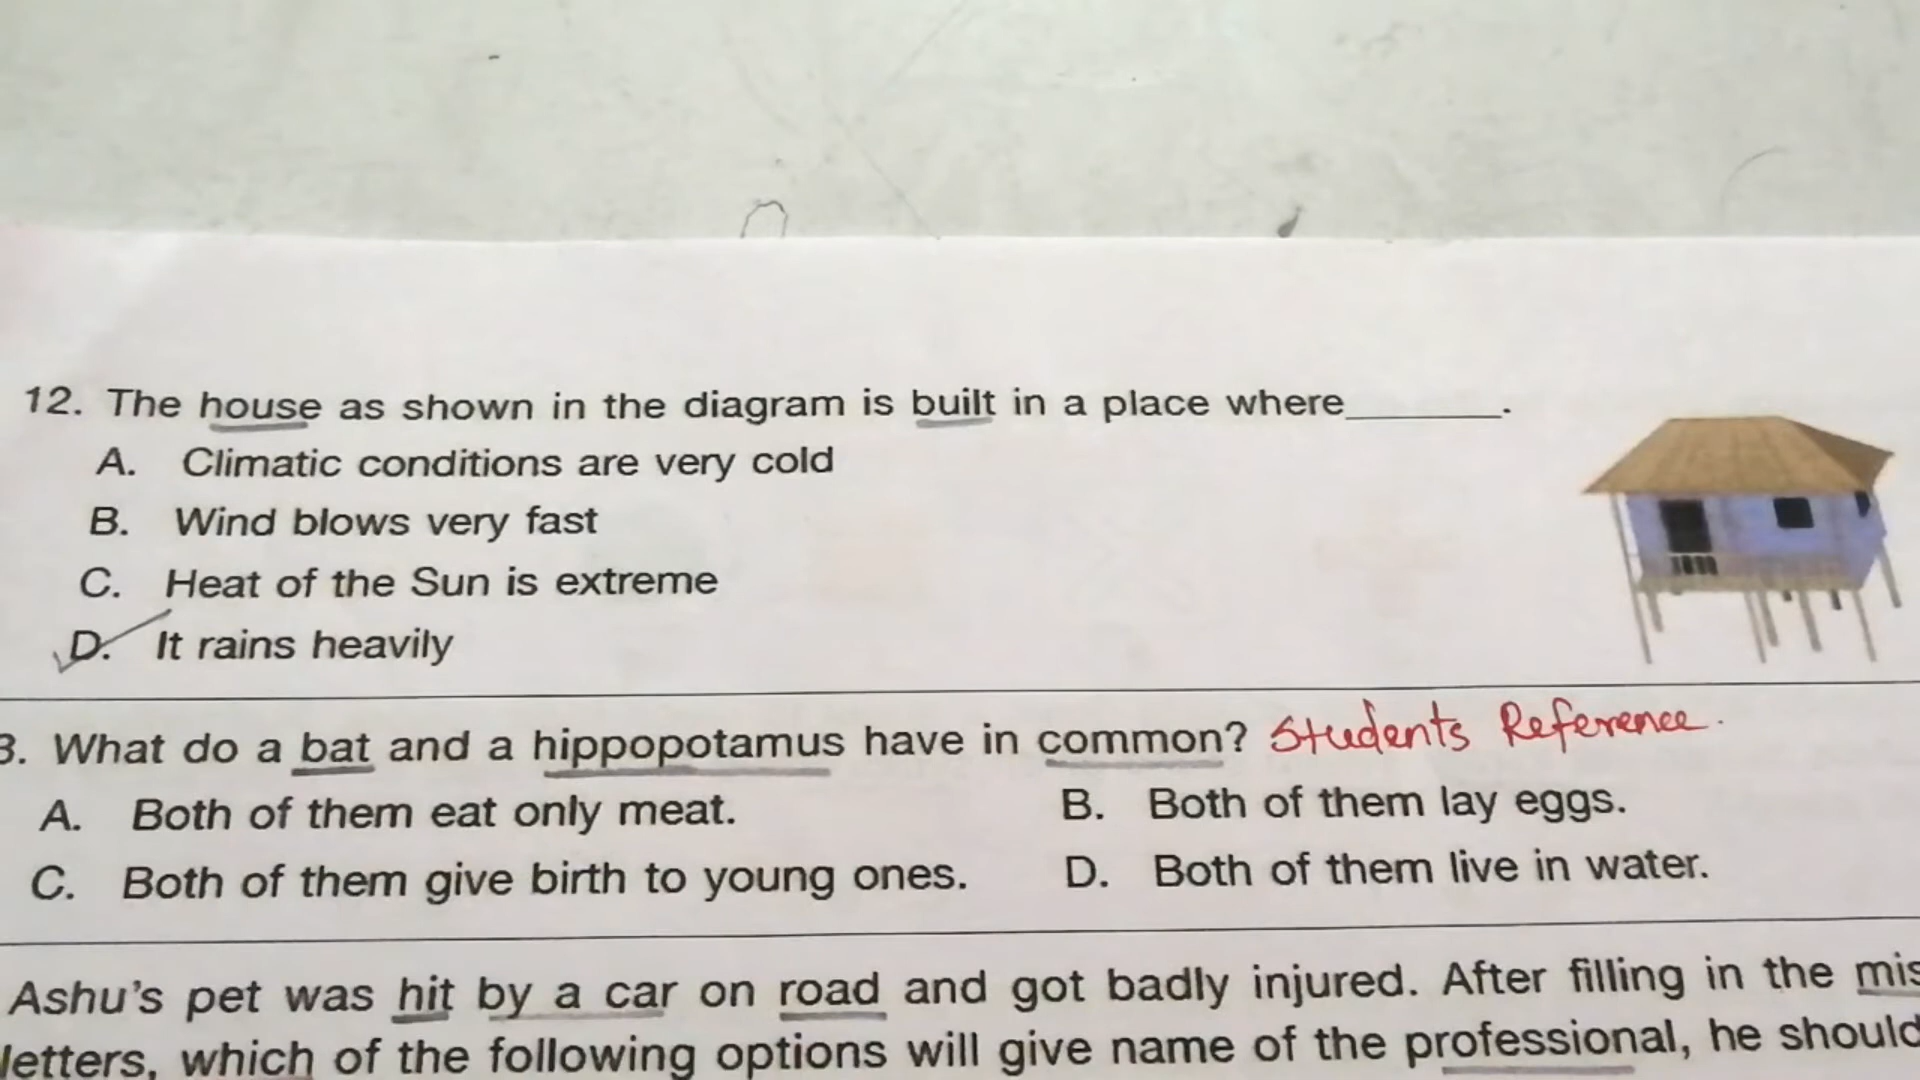 12. The house as shown in the diagram is built in a place where________.
A. Climatic conditions are very cold
B. Wind blows very fast
C. Heat of the Sun is extreme
D. It rains heavily
3. What do a bat and a hippopotamus have in common? Students Reference.
A. Both of them eat only meat. B. Both of them lay eggs.
C. Both of them give birth to young ones. D. Both of them live in water.
Ashu's pet was hit by a car on road and got badly injured. After filling in the mis
letters, which of the following options will give name of the professional, he should